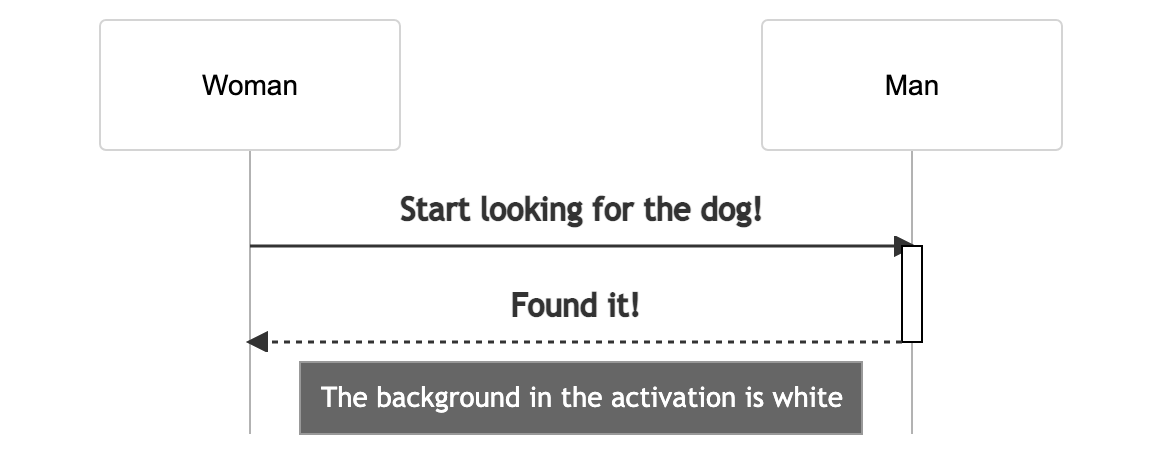 Woman
Man
Start looking for the dog!
Found it!
The background in the activation is white